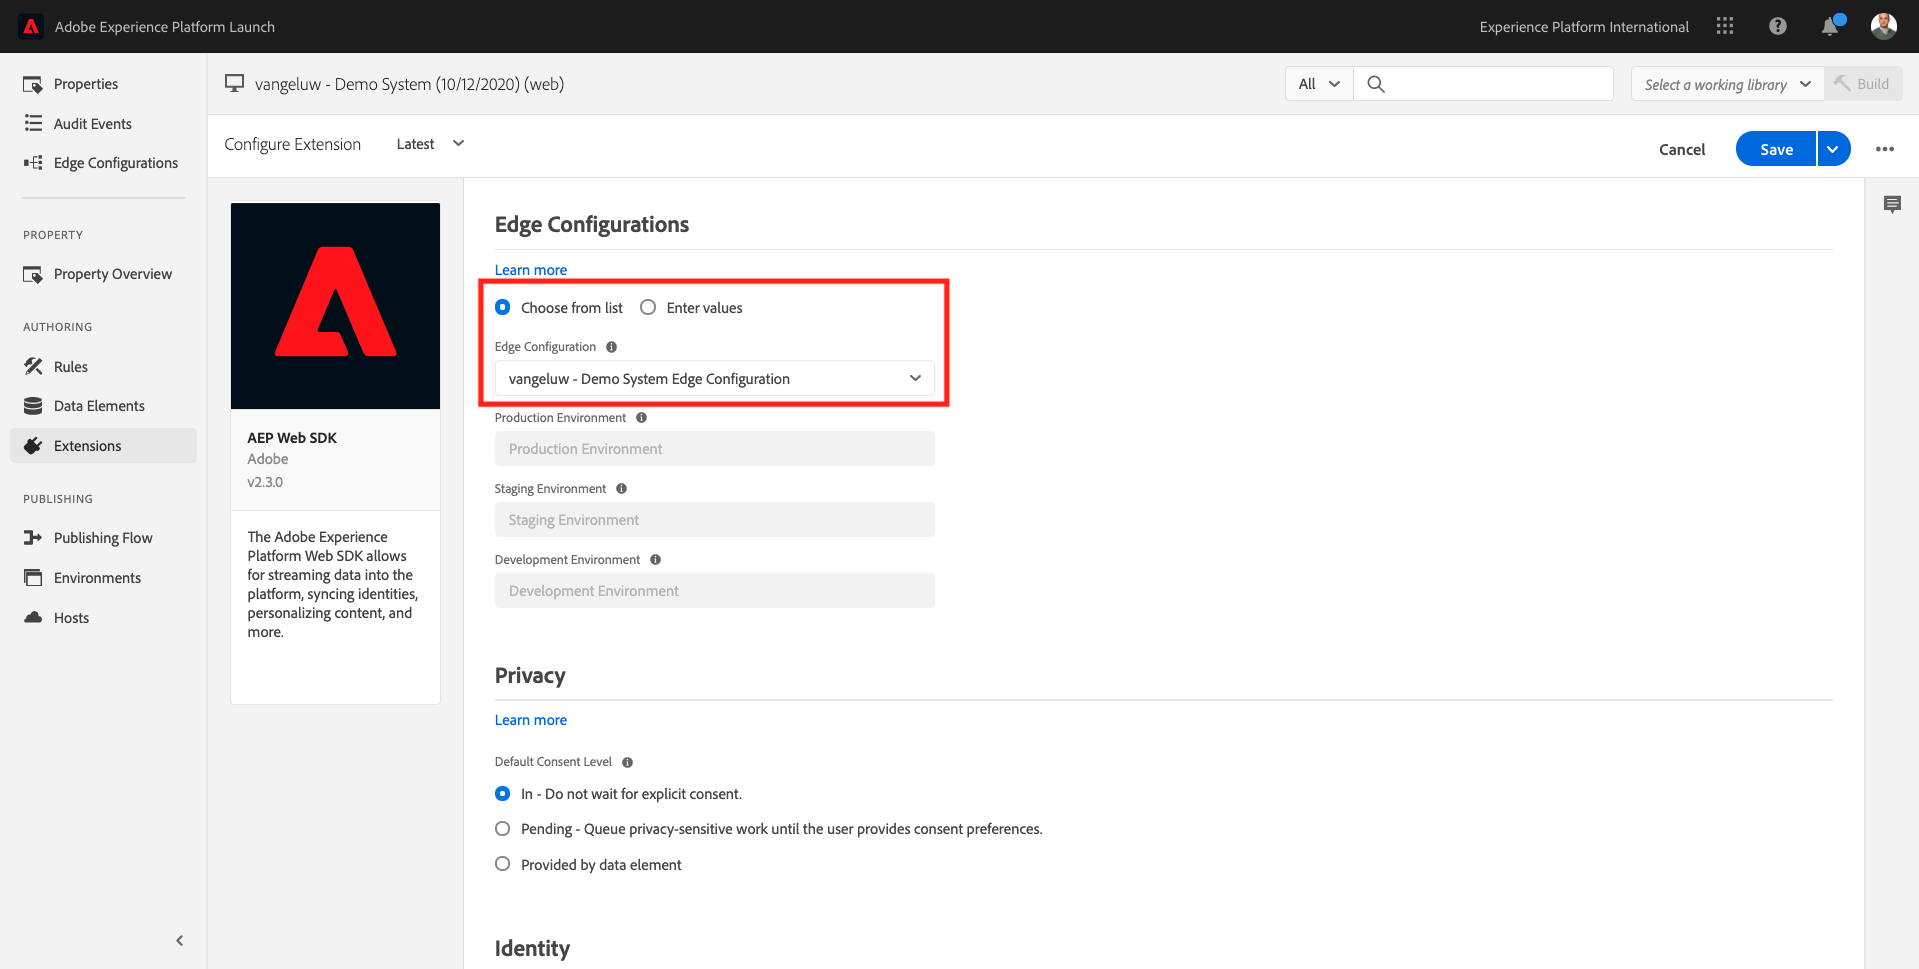 Adobe Experience Platform Launch
Experience Platform International
Properties
Audit Events
Edge Configurations
PROPERTY
Property Overview
AUTHORING
Rules
Data Elements
Extensions
PUBLISHING
Publishing Flow
Environments
Hosts
vangeluw - Demo System (10/12/2020) (web)
All
Select a working library
Build
Configure Extension
Latest
Cancel
Save
AEP Web SDK
Adobe
v2.3.0
The Adobe Experience
Platform Web SDK allows
for streaming data into the
platform, syncing identities,
personalizing content, and
more.
Edge Configurations
Learn more
Choose from list
Enter values
Edge Configuration
vangeluw - Demo System Edge Configuration
Production Environment
Production Environment
Staging Environment
Staging Environment
Development Environment
Development Environment
Privacy
Learn more
Default Consent Level
In - Do not wait for explicit consent.
Pending - Queue privacy-sensitive work until the user provides consent preferences.
Provided by data element
Identity